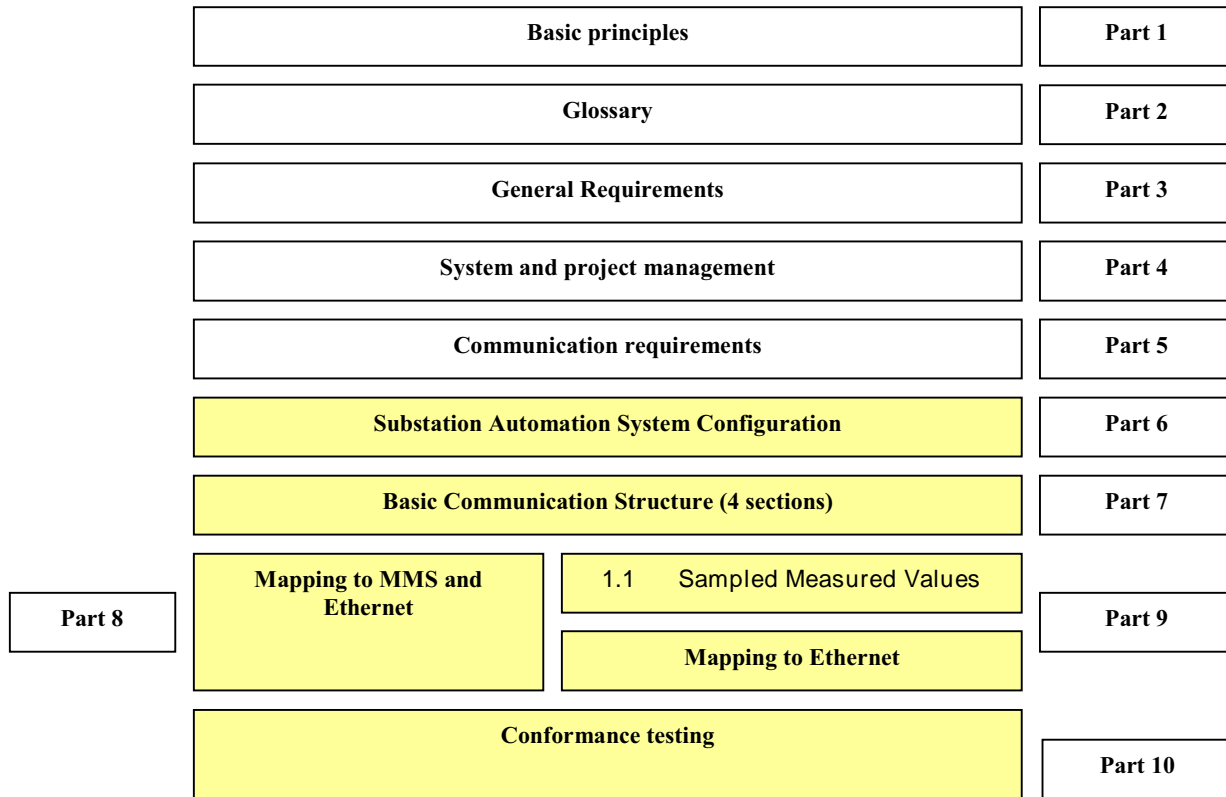 Basic principles
Part 1
Glossary
Part 2
General Requirements
Part 3
System and project management
Part 4
Communication requirements
Part 5
Substation Automation System Configuration
Part 6
Basic Communication Structure (4 sections)
Part 7
Part 8
Mapping to MMS and
Ethernet
1.1 Sampled Measured Values
Mapping to Ethernet
Part 9
Conformance testing
Part 10